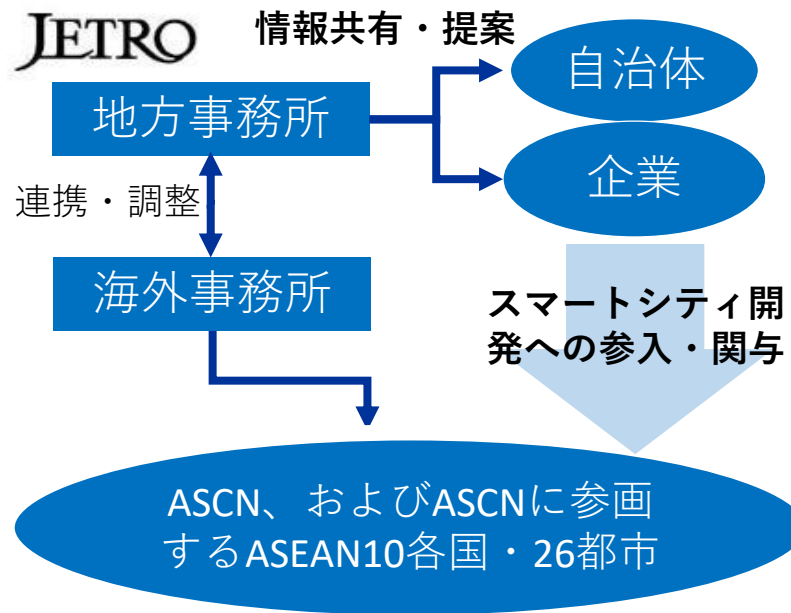 JETRO
情報共有・提案
地方事務所
自治体
企業
連携・調整
海外事務所
スマートシティ開
発への参入・関与
ASCN、およびASCNに参画
するASEAN10各国・26都市